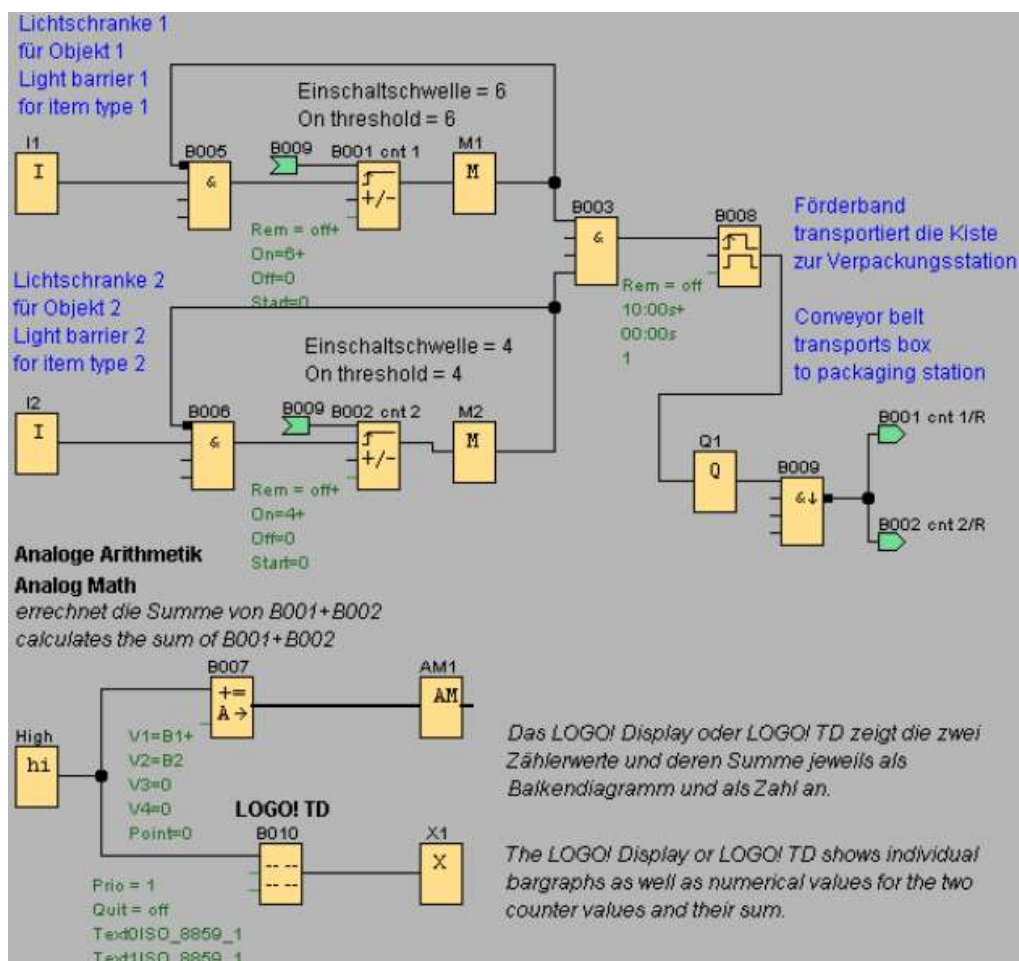 Lichtschranke 1
für Objekt 1
Light barrier 1
for item type 1
Einschaltschwelle = 6
On threshold = 6
I1
I
B005
&
B009
B001 cnt 1
+/-
M1
M
Rem = off+
On=6+
Off=0
Start=0
B003
&
B008
Rem = off
10:00s+
00:00s
1
Förderband
transportiert die Kiste
zur Verpackungsstation
Conveyor belt
transports box
to packaging station
Lichtschranke 2
für Objekt 2
Light barrier 2
for item type 2
Einschaltschwelle = 4
On threshold = 4
I2
I
B006
&
B009
B002 cnt 2
+/-
M2
M
Rem = off+
On=4+
Off=0
Start=0
Q1
Q
B009
&↓
B001 cnt 1/R
B002 cnt 2/R
Analoge Arithmetik
Analog Math
errechnet die Summe von B001+B002
calculates the sum of B001+B002
High
hi
B007
+=
A→
AM1
AM
V1=B1+
V2=B2
V3=0
V4=0
Point=0
LOGO! TD
B010
X1
X
Prio = 1
Quit = off
Text0ISO_8859_1
Text1ISO_8859_1
Das LOGO! Display oder LOGO! TD zeigt die zwei
Zählerwerte und deren Summe jeweils als
Balkendiagramm und als Zahl an.
The LOGO! Display or LOGO! TD shows individual
bargraphs as well as numerical values for the two
counter values and their sum.